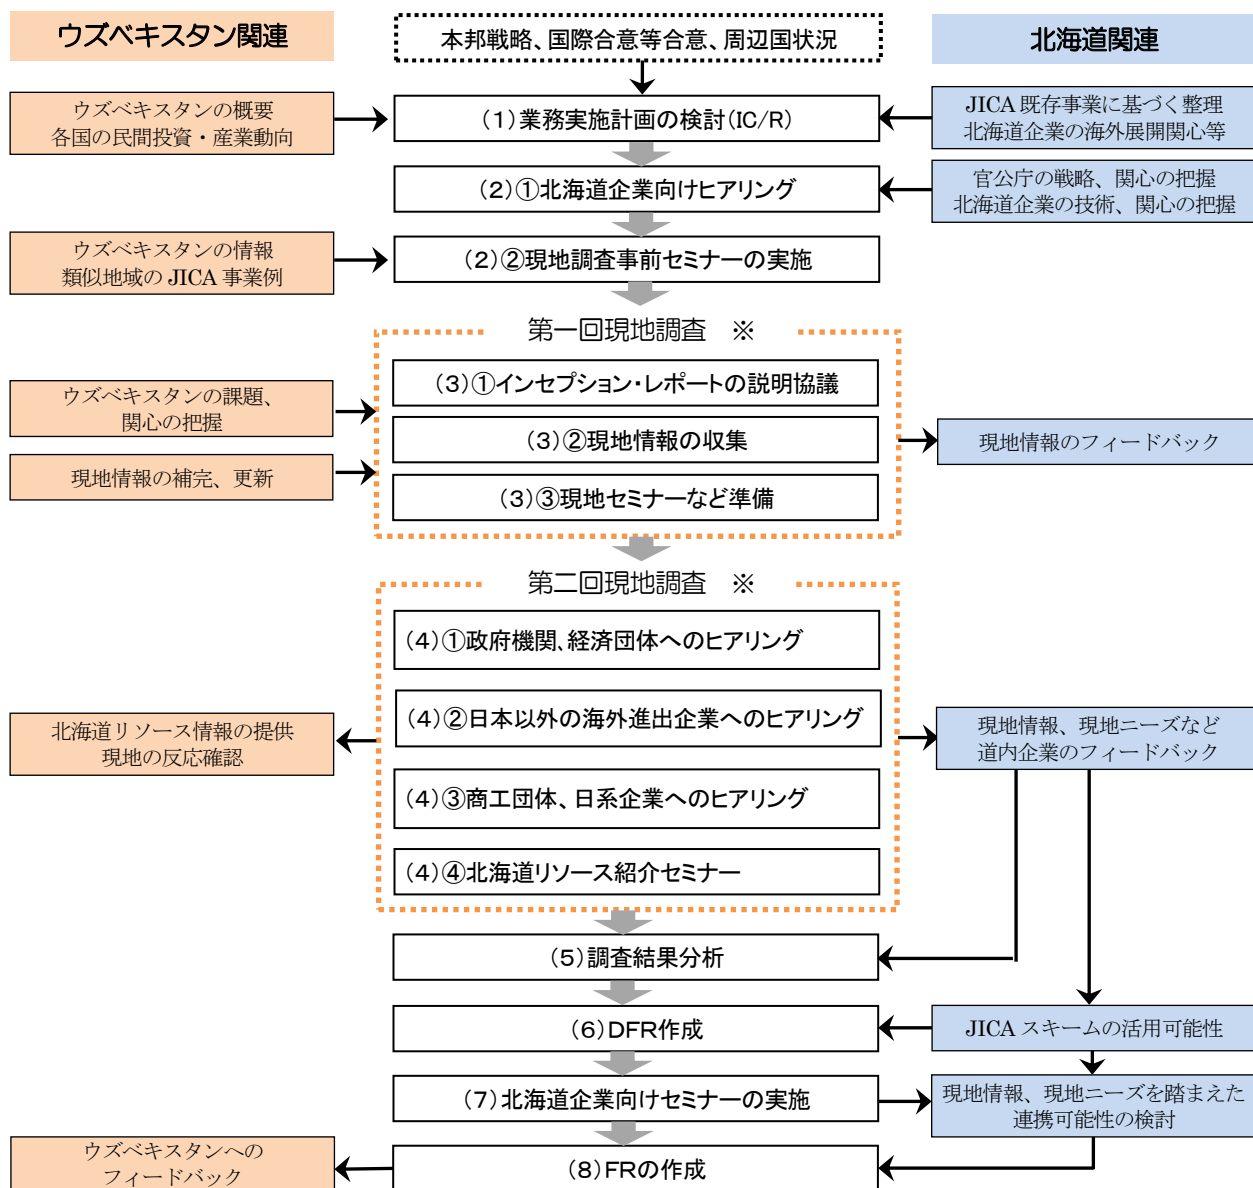 ウズベキスタン関連
本邦戦略、国際合意等合意、周辺国状況
北海道関連
ウズベキスタンの概要
各国の民間投資・産業動向
(1)業務実施計画の検討(IC/R)
JICA 既存事業に基づく整理
北海道企業の海外展開関心等
(2)①北海道企業向けヒアリング
官公庁の戦略、関心の把握
北海道企業の技術、関心の把握
ウズベキスタンの情報
類似地域の JICA 事業例
(2)②現地調査事前セミナーの実施
第一回現地調査 ※
ウズベキスタンの課題、
関心の把握
現地情報の補完、更新
(3)①インセプション・レポートの説明協議
(3)②現地情報の収集
(3)③現地セミナーなど準備
現地情報のフィードバック
第二回現地調査 ※
(4)①政府機関、経済団体へのヒアリング
(4)②日本以外の海外進出企業へのヒアリング
(4)③商工団体、日系企業へのヒアリング
(4)④北海道リソース紹介セミナー
北海道リソース情報の提供
現地の反応確認
現地情報、現地ニーズなど
道内企業のフィードバック
(5)調査結果分析
(6)DFR作成
JICA スキームの活用可能性
(7)北海道企業向けセミナーの実施
現地情報、現地ニーズを踏まえた
連携可能性の検討
ウズベキスタンへの
フィードバック
(8)FRの作成